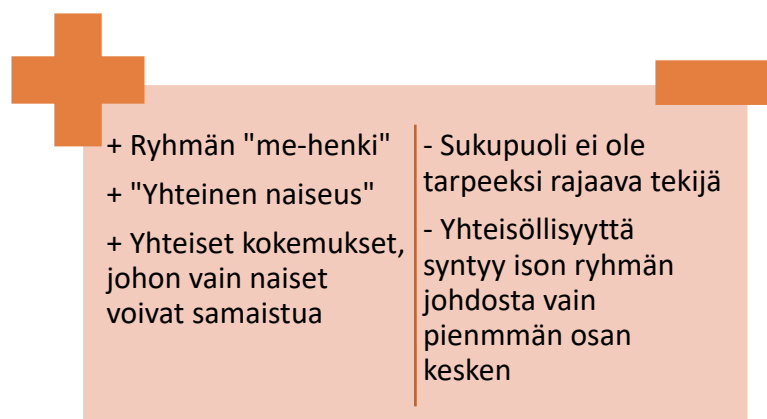 + Ryhmän "me-henki"
+ "Yhteinen naiseus"
+ Yhteiset kokemukset,
johon vain naiset
voivat samaistua
- Sukupuoli ei ole
tarpeeksi rajaava tekijä
- Yhteisöllisyyttä
syntyy ison ryhmän
johdosta vain
pienmmän osan
kesken